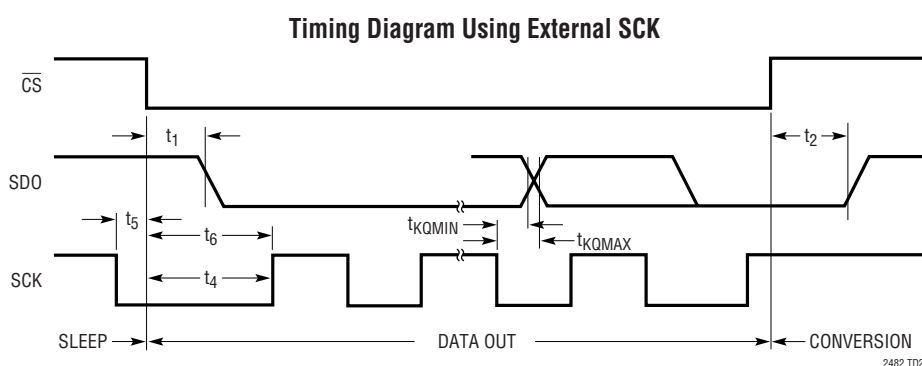 Timing Diagram Using External SCK
CS
t1
t2
SDO
t5
t6
tKQMIN
tKQMAX
SCK
t4
SLEEP
DATA OUT
CONVERSION
2482 TD2